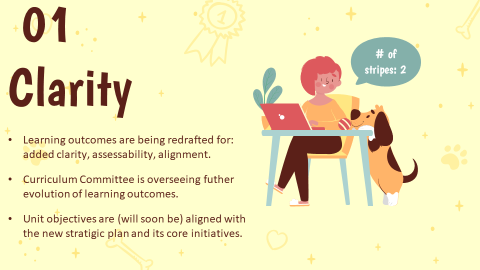 01
Clarity
# of
stripes: 2
• Learning outcomes are being redrafted for:
added clarity, assessability, alignment.
• Curriculum Committee is overseeing futher
evolution of learning outcomes.
• Unit objectives are (will soon be) aligned with
the new stratigic plan and its core initiatives.